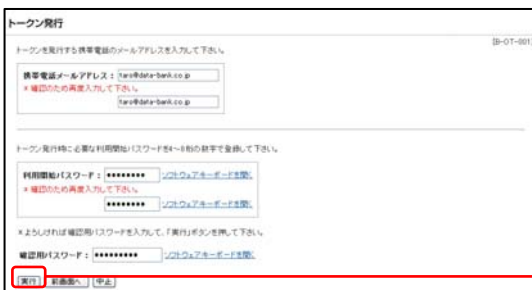 トークン発行
[B-OT-001]
トークンを発行する携帯電話のメールアドレスを入力して下さい。
携帯電話メールアドレス： taro@data-bank.co.jp
※確認のため再度入力して下さい。
taro@data-bank.co.jp
トークン発行時に必要な利用開始パスワードを4～8桁の数字で登録して下さい。
利用開始パスワード： ●●●●●●●● ソフトウェアキーボードを開く
※確認のため再度入力して下さい。
●●●●●●●● ソフトウェアキーボードを開く
※よろしければ確認用パスワードを入力して、「実行」ボタンを押して下さい。
確認用パスワード： ●●●●●●●●● ソフトウェアキーボードを開く
実行 前画面へ 中止